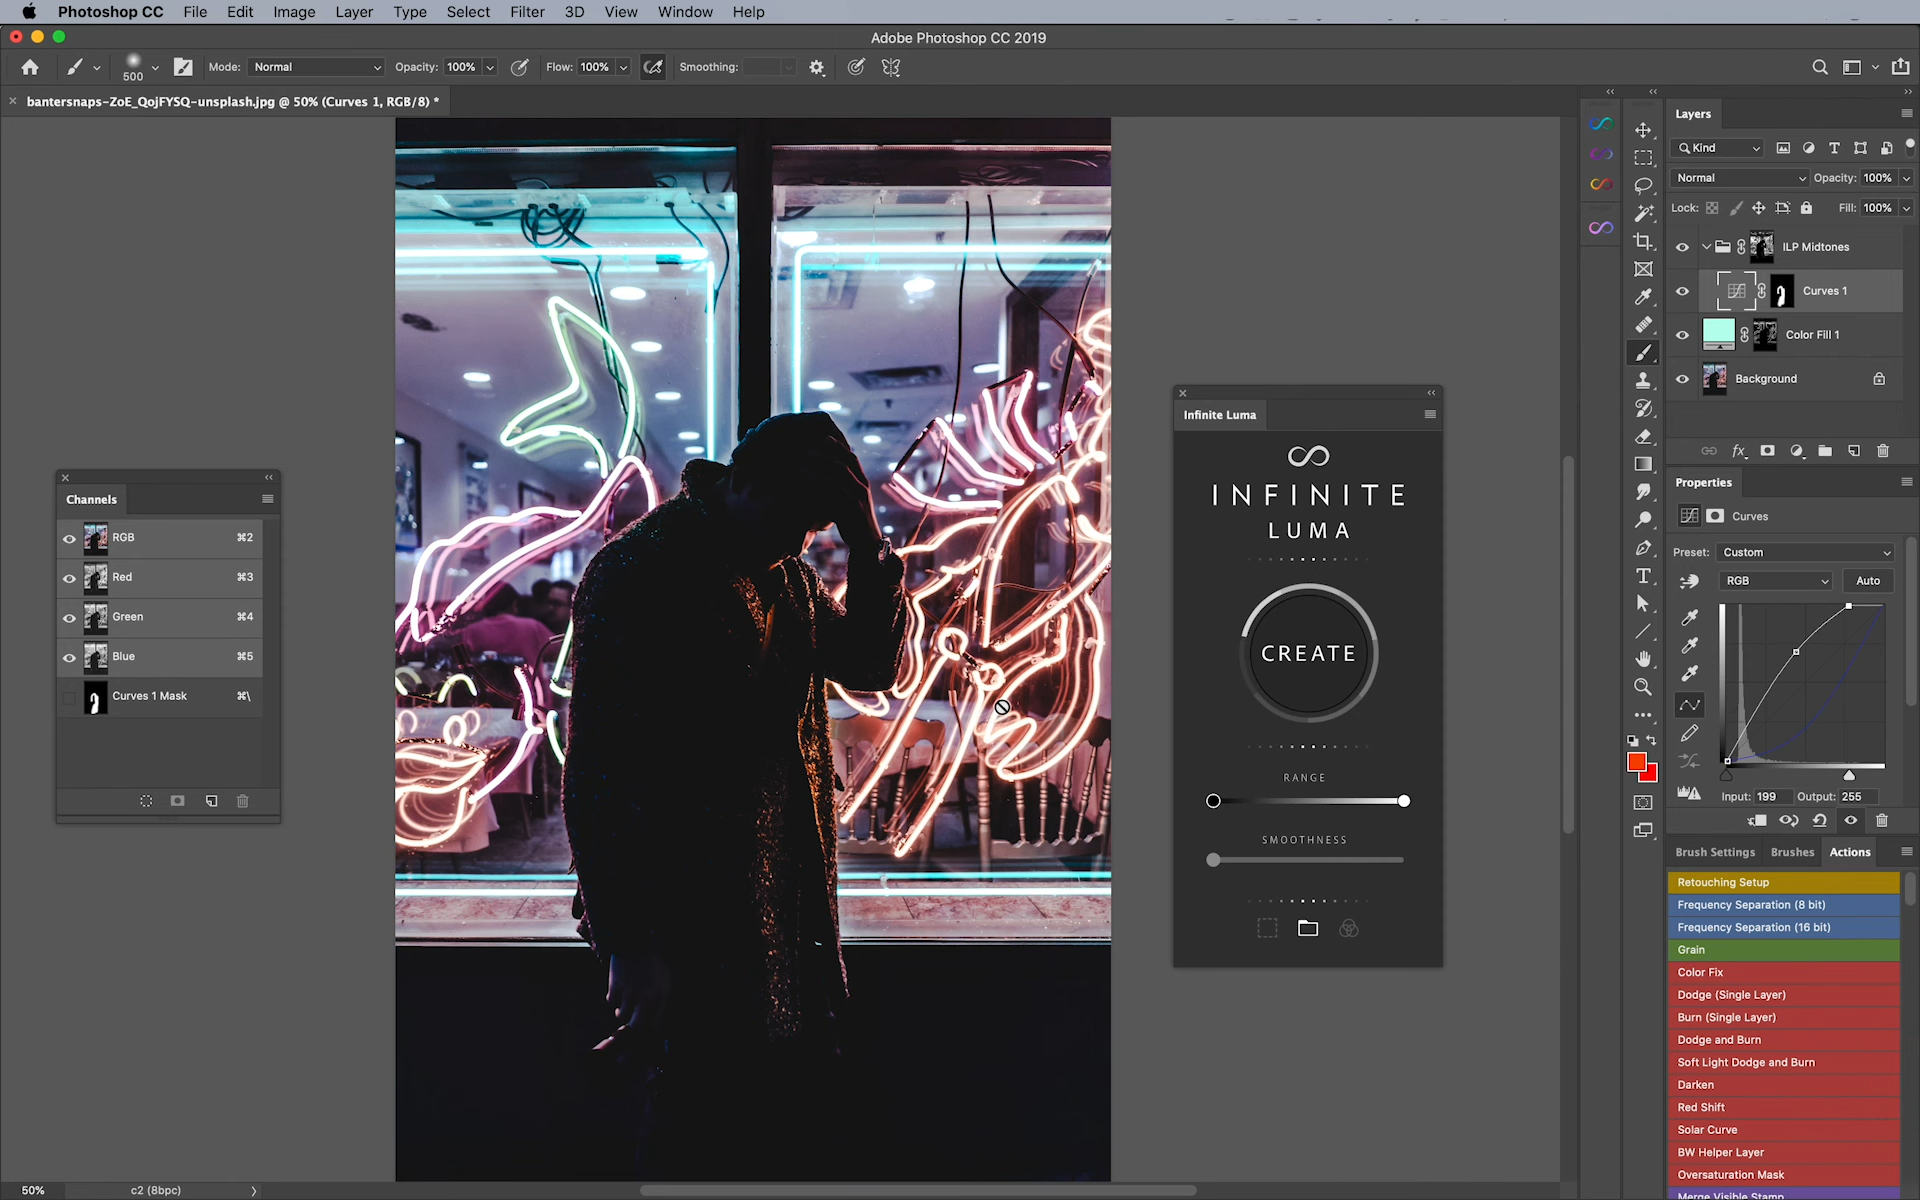 Photoshop CC File Edit Image Layer Type Select Filter 3D View Window Help
Adobe Photoshop CC 2019
500 Mode: Normal Opacity: 100% Flow: 100% Smoothing:
bantersnaps-ZoE_QojFYSQ-unsplash.jpg @ 50% (Curves 1, RGB/8) *
Channels
RGB ⌘2
Red ⌘3
Green ⌘4
Blue ⌘5
Curves 1 Mask ⌘\
Infinite Luma
INFINITE
LUMA
CREATE
RANGE
SMOOTHNESS
Layers
Kind
Normal Opacity: 100%
Lock: Fill: 100%
ILP Midtones
Curves 1
Color Fill 1
Background
Properties
Curves
Preset: Custom
RGB Auto
Input: 199 Output: 255
Brush Settings Brushes Actions
Retouching Setup
Frequency Separation (8 bit)
Frequency Separation (16 bit)
Grain
Color Fix
Dodge (Single Layer)
Burn (Single Layer)
Dodge and Burn
Soft Light Dodge and Burn
Darken
Red Shift
Solar Curve
BW Helper Layer
Oversaturation Mask
Merge Visible Stamp
50% c2 (8bpc)